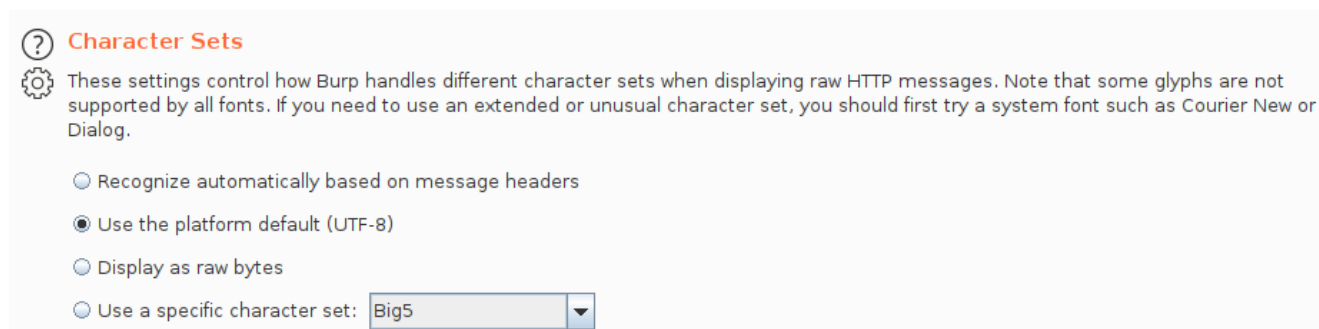 Character Sets
These settings control how Burp handles different character sets when displaying raw HTTP messages. Note that some glyphs are not
supported by all fonts. If you need to use an extended or unusual character set, you should first try a system font such as Courier New or
Dialog.
Recognize automatically based on message headers
Use the platform default (UTF-8)
Display as raw bytes
Use a specific character set: Big5